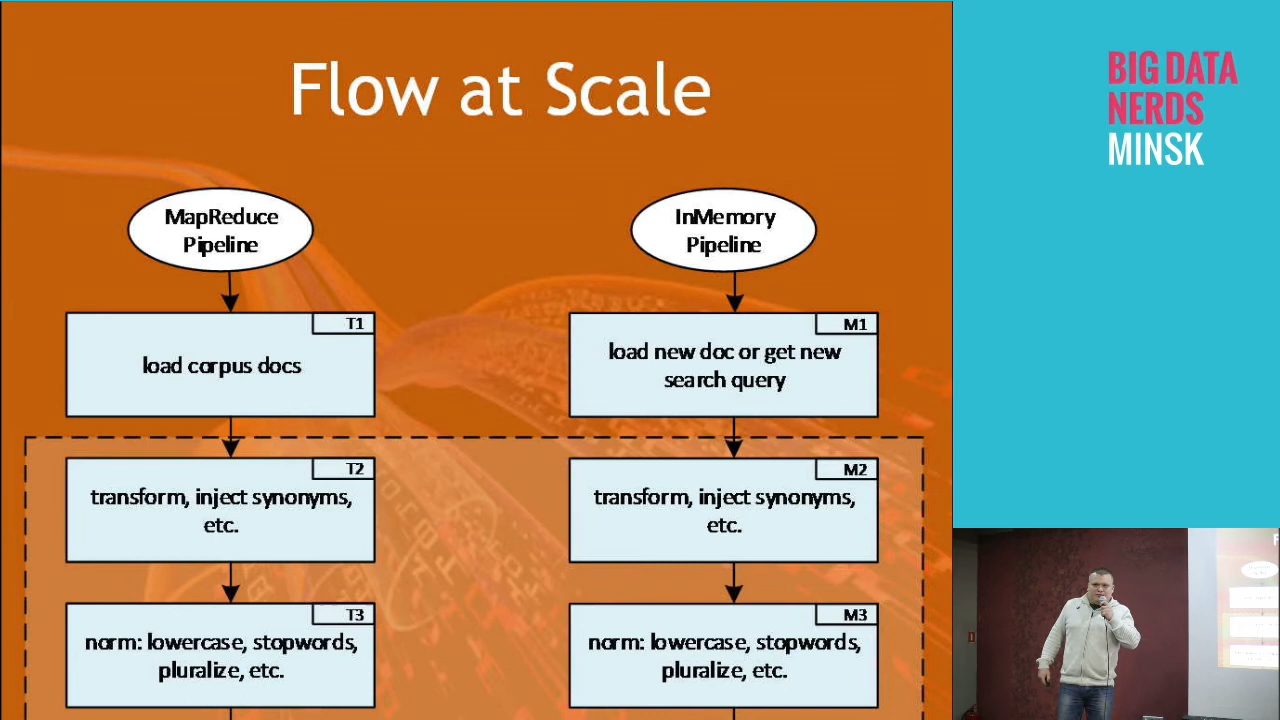 Flow at Scale
BIG DATA
NERDS
MINSK
MapReduce
Pipeline
T1
load corpus docs
T2
transform, inject synonyms,
etc.
T3
norm: lowercase, stopwords,
pluralize, etc.
InMemory
Pipeline
M1
load new doc or get new
search query
M2
transform, inject synonyms,
etc.
M3
norm: lowercase, stopwords,
pluralize, etc.